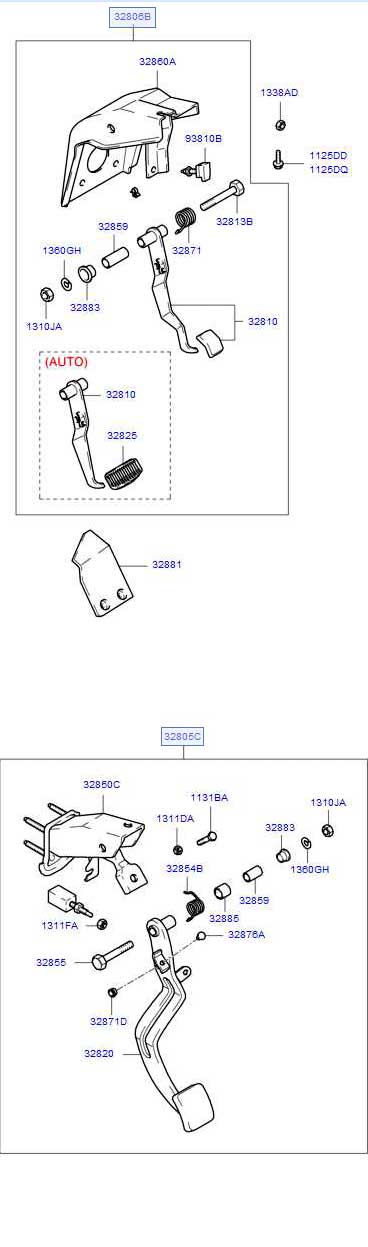 32806B
32860A
1338AD
93810B
1125DD
1125DQ
32813B
32859
32871
1360GH
32883
1310JA
32810
(AUTO)
32810
32825
32881
32805C
32850C
1131BA
1310JA
1311DA
32883
1360GH
32854B
32859
32885
1311FA
32876A
32855
32871D
32820